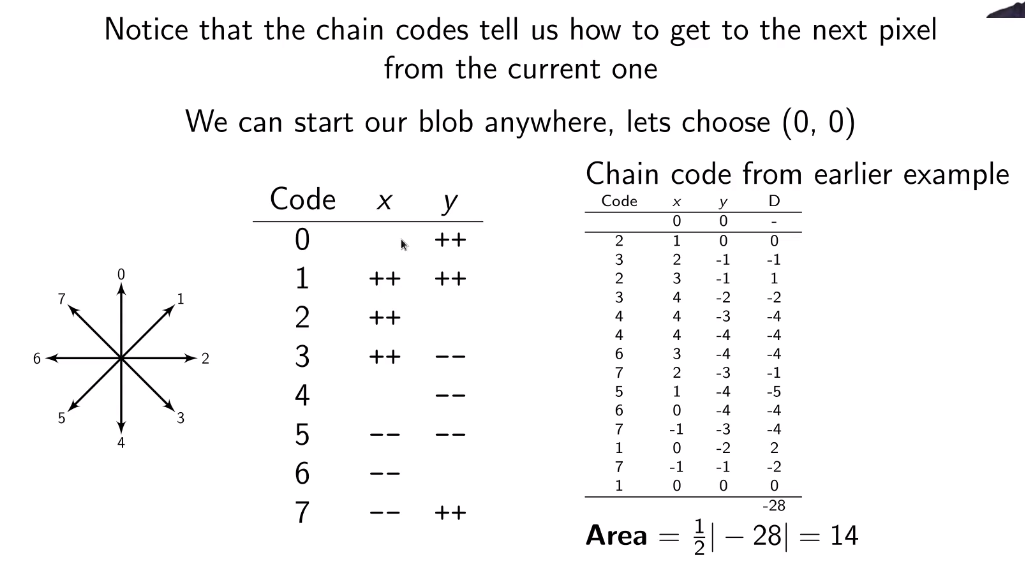 Notice that the chain codes tell us how to get to the next pixel
from the current one
We can start our blob anywhere, lets choose (0, 0)
0
1
2
3
4
5
6
7
Code x y
0 ++
1 ++ ++
2 ++
3 ++ --
4 --
5 -- --
6 --
7 -- ++
Chain code from earlier example
Code x y D
0 0 -
2 1 0 0
3 2 -1 -1
2 3 -1 1
3 4 -2 -2
4 4 -3 -4
4 4 -4 -4
6 3 -4 -4
7 2 -3 -1
5 1 -4 -5
6 0 -4 -4
7 -1 -3 -4
1 0 -2 2
7 -1 -1 -2
1 0 0 0
-28
Area = 1/2|− 28| = 14